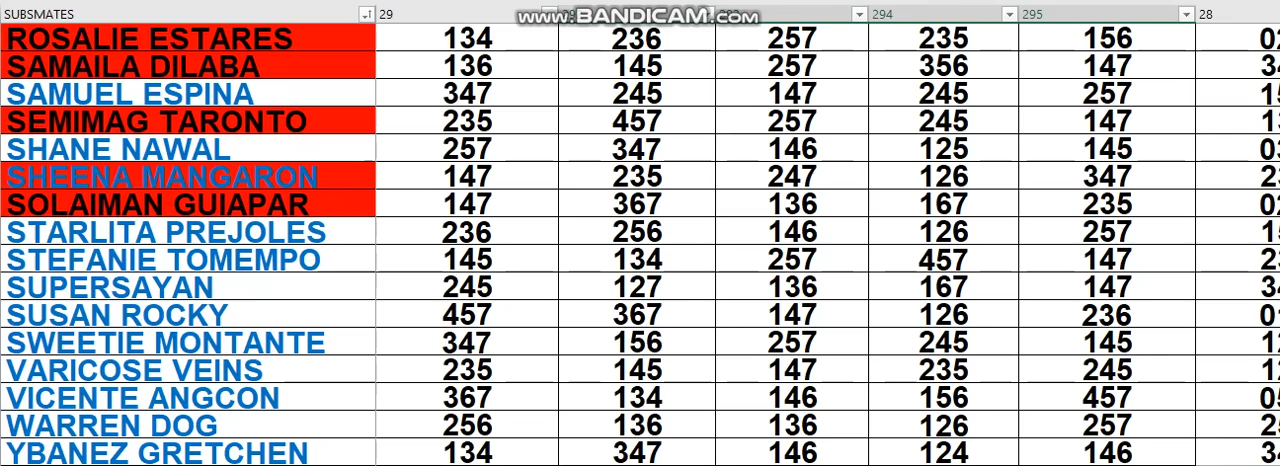 SUBSMATES 29 294 295 28
www.BANDICAM.com
ROSALIE ESTARES 134 236 257 235 156
SAMAILA DILABA 136 145 257 356 147
SAMUEL ESPINA 347 245 147 245 257
SEMIMAG TARONTO 235 457 257 245 147
SHANE NAWAL 257 347 146 125 145
SHEENA MANGARON 147 235 247 126 347
SOLAIMAN GUIAPAR 147 367 136 167 235
STARLITA PREJOLES 236 256 146 126 257
STEFANIE TOMEMPO 145 134 257 457 147
SUPERSAYAN 245 127 136 167 147
SUSAN ROCKY 457 367 147 126 236
SWEETIE MONTANTE 347 156 257 245 145
VARICOSE VEINS 235 145 147 235 245
VICENTE ANGCON 367 134 146 156 457
WARREN DOG 256 136 136 126 257
YBANEZ GRETCHEN 134 347 146 124 146